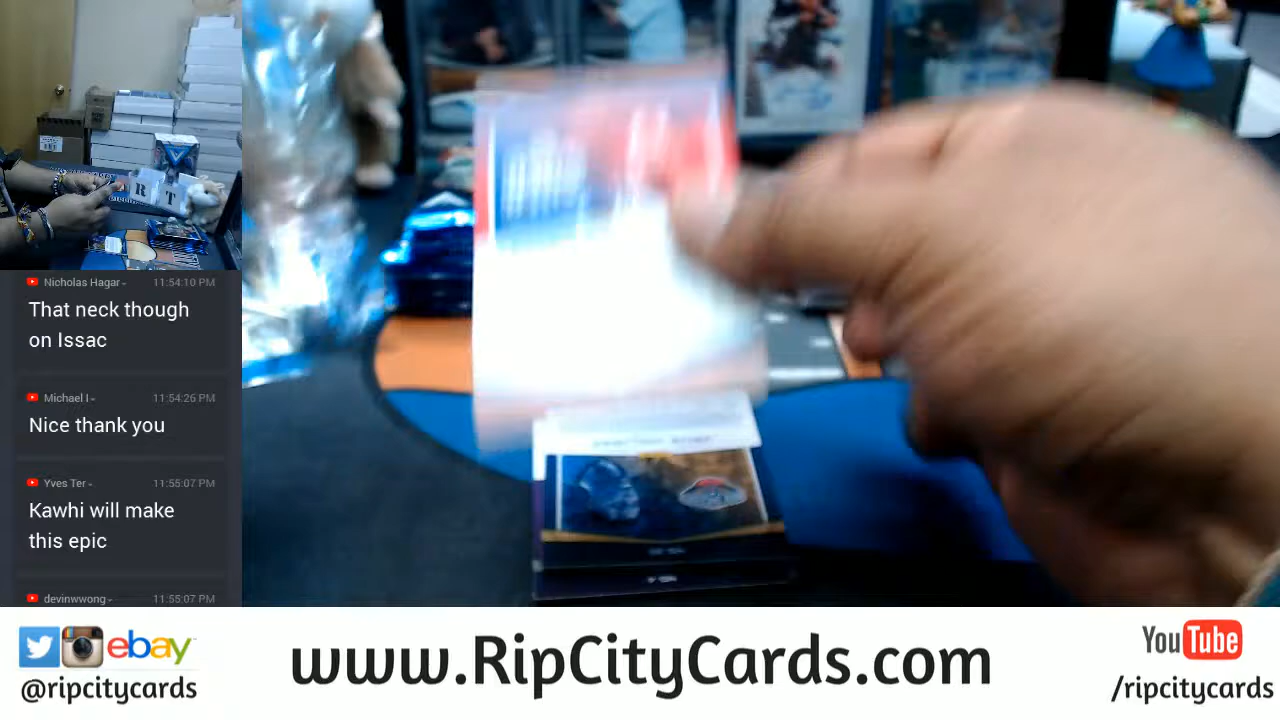 R T
Nicholas Hagar 11:54:10 PM
That neck though
on Issac
Michael I 11:54:26 PM
Nice thank you
Yves Ter 11:55:07 PM
Kawhi will make
this epic
devinwwong 11:55:07 PM
ebay
@ripcitycards
www.RipCityCards.com
YouTube
/ripcitycards